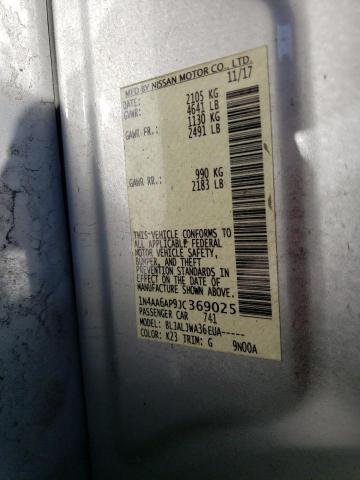 MFD BY NISSAN MOTOR CO., LTD.
DATE: 11/17
GVWR: 2105 KG
4641 LB
GAWR FR.: 1130 KG
2491 LB
GAWR RR.: 990 KG
2183 LB
THIS VEHICLE CONFORMS TO
ALL APPLICABLE FEDERAL
MOTOR VEHICLE SAFETY,
BUMPER, AND THEFT
PREVENTION STANDARDS
IN EFFECT ON THE DATE OF
MANUFACTURE SHOWN ABOVE.
1N4AA6AP9JC369025
PASSENGER CAR 741
MODEL: BLJALJWA36EUA-----
COLOR: K23 TRIM: G 9N00A